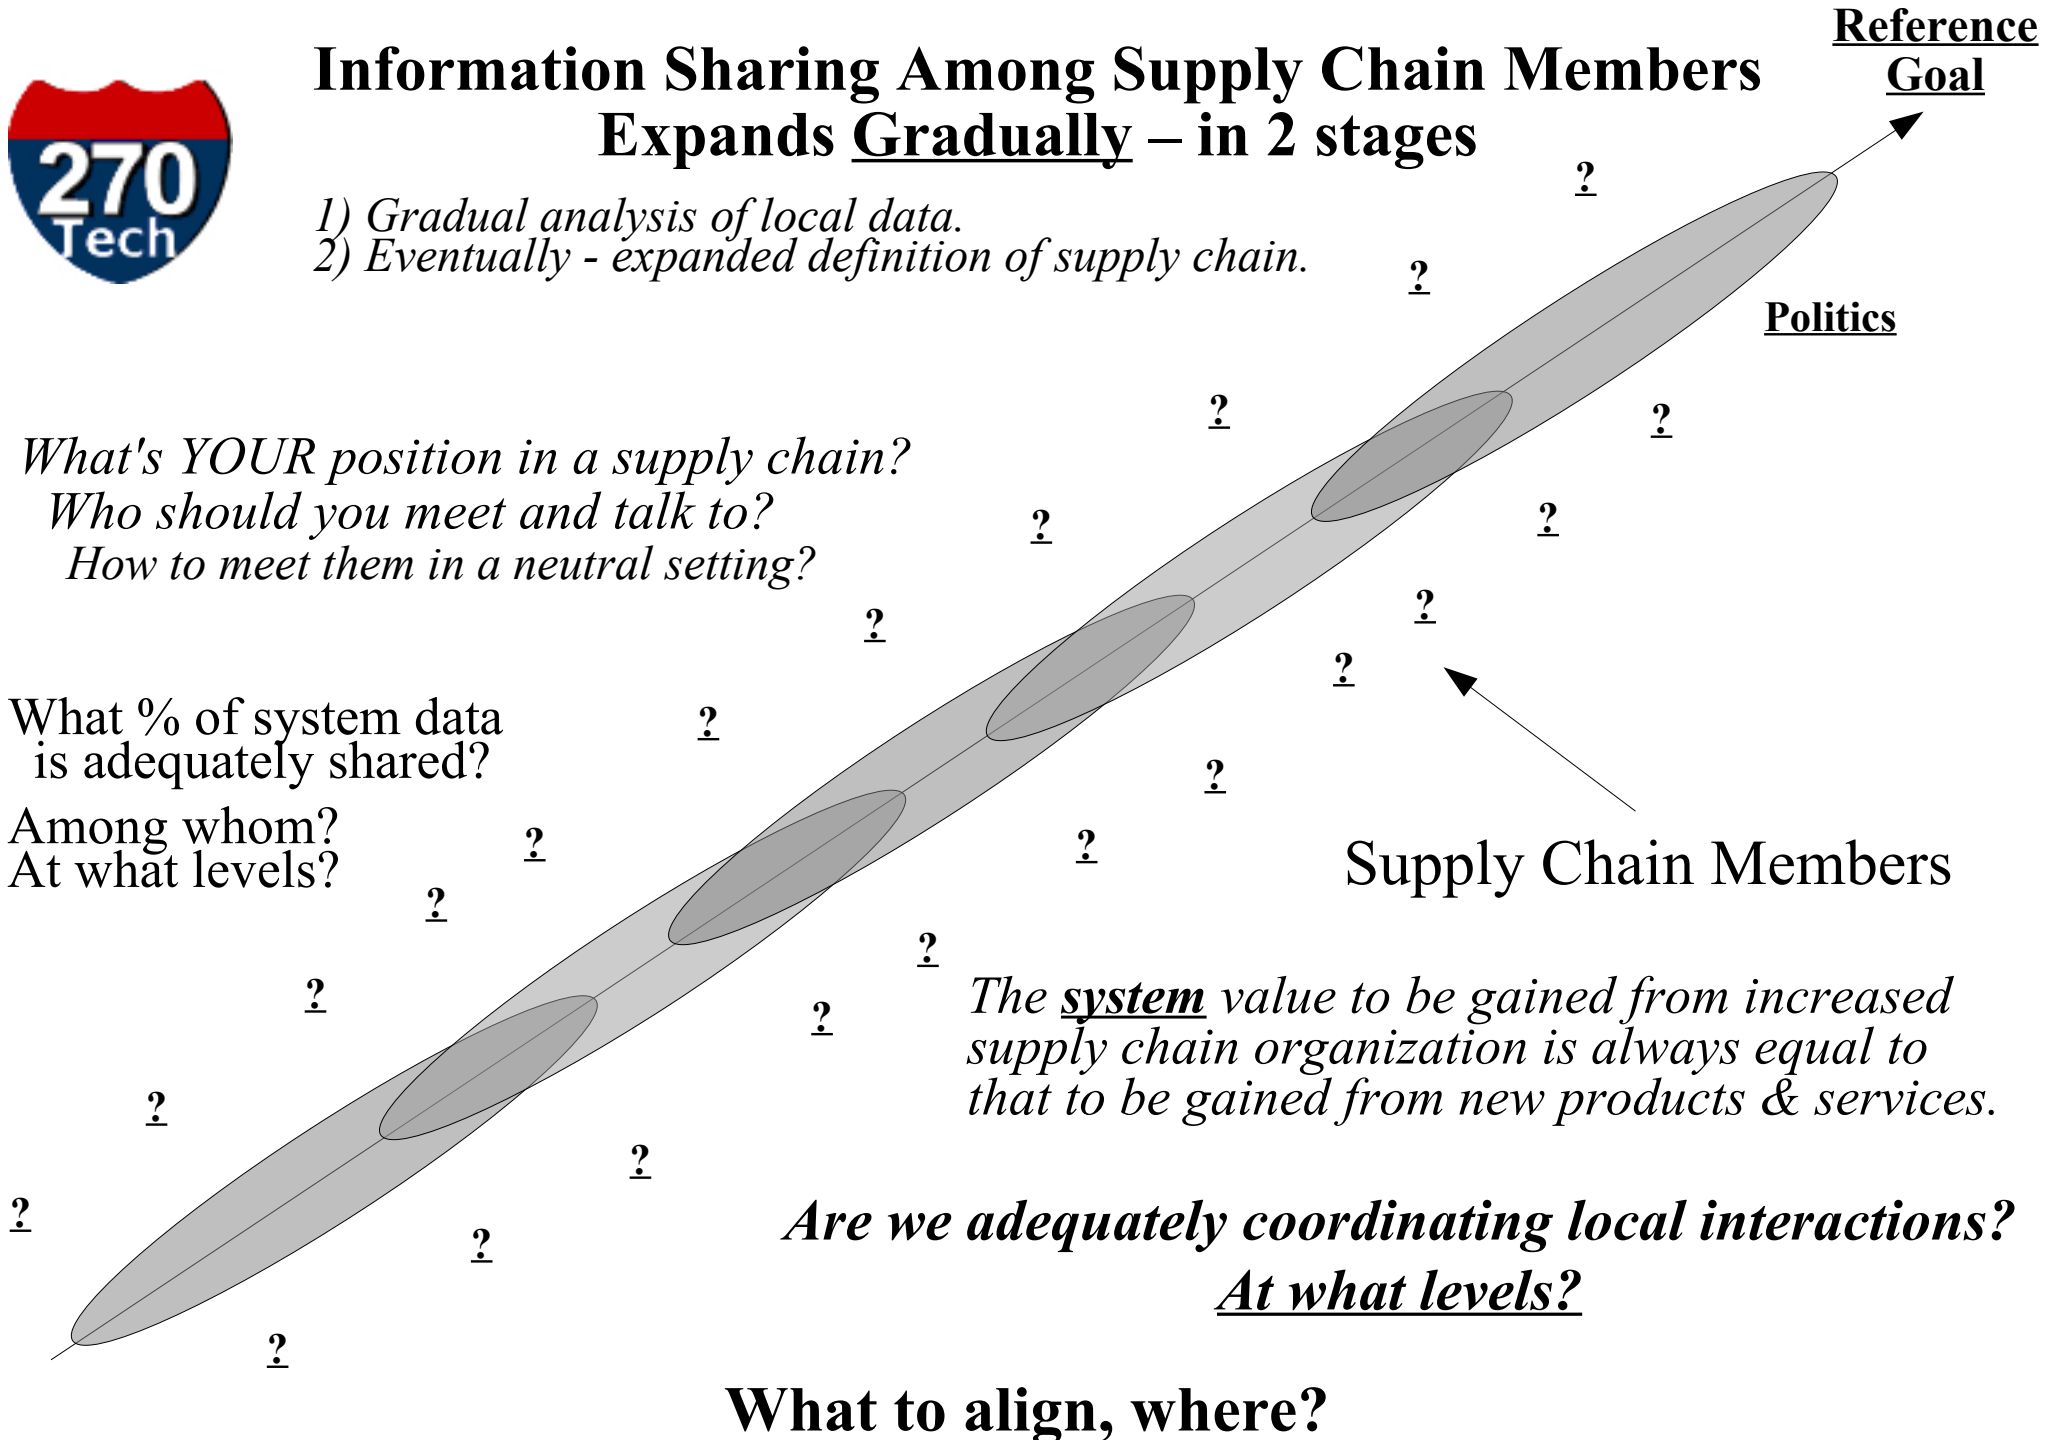 Reference
Goal
Information Sharing Among Supply Chain Members
Expands Gradually – in 2 stages
270
Tech
1) Gradual analysis of local data.
2) Eventually - expanded definition of supply chain.
?
?
Politics
?
?
What's YOUR position in a supply chain?
Who should you meet and talk to?
How to meet them in a neutral setting?
?
?
?
?
?
What % of system data
is adequately shared?
?
?
Among whom?
At what levels?
?
?
?
Supply Chain Members
?
?
?
The system value to be gained from increased
supply chain organization is always equal to
that to be gained from new products & services.
?
?
?
?
?
Are we adequately coordinating local interactions?
At what levels?
?
What to align, where?